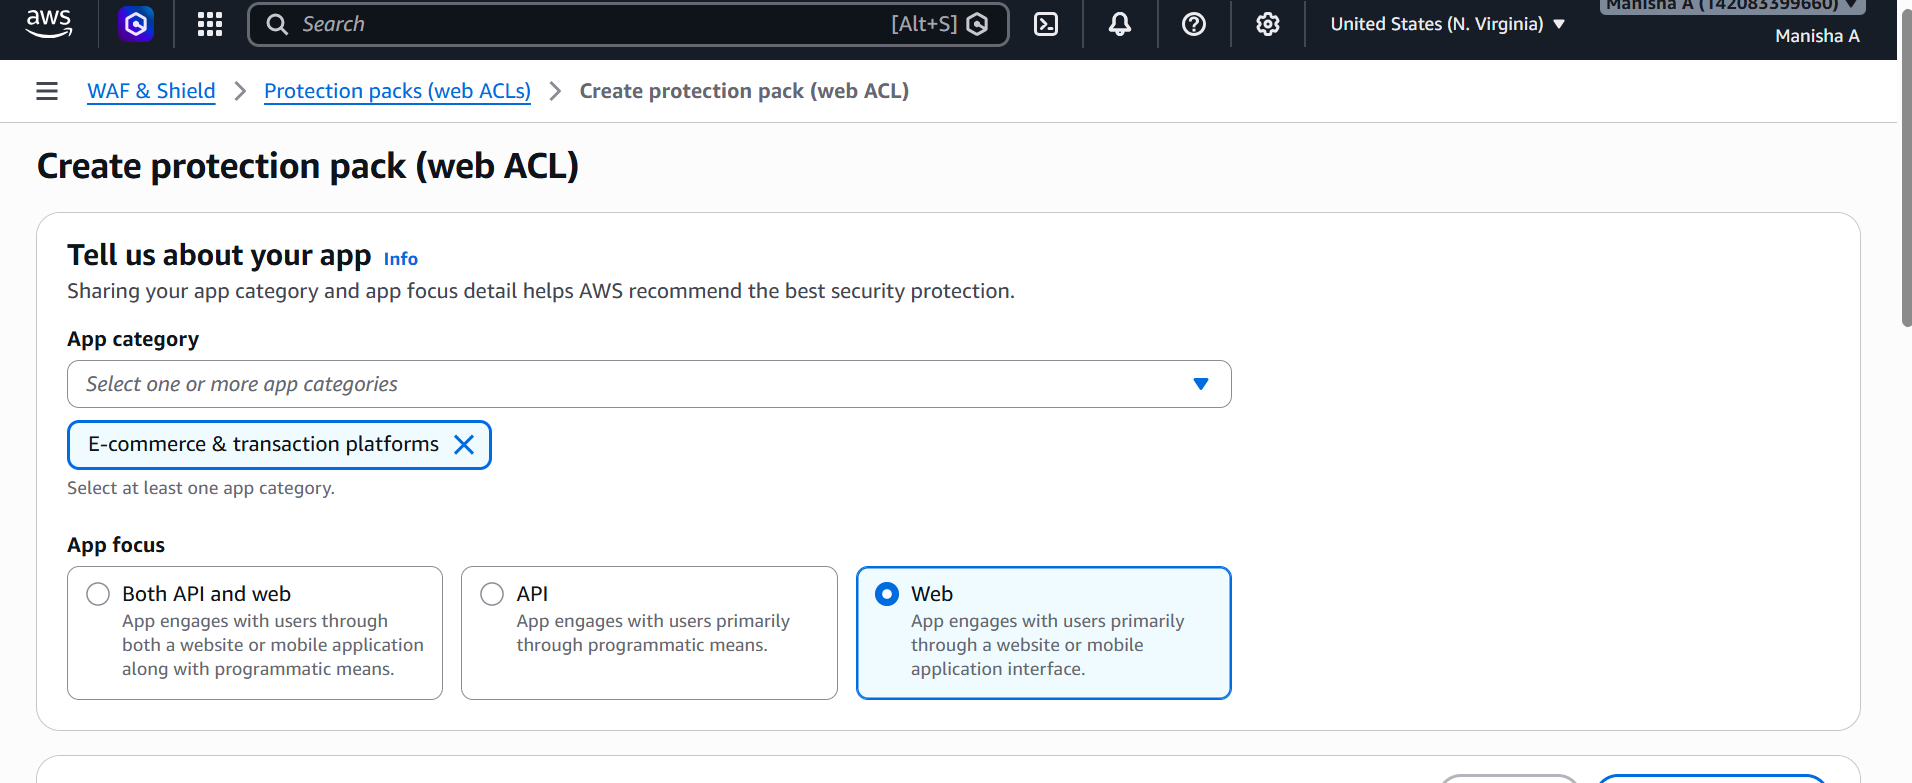 aws
Search
[Alt+S]
United States (N. Virginia)
Manisha A (142083399660)
Manisha A
WAF & Shield
Protection packs (web ACLs)
Create protection pack (web ACL)
Create protection pack (web ACL)
Tell us about your app Info
Sharing your app category and app focus detail helps AWS recommend the best security protection.
App category
Select one or more app categories
E-commerce & transaction platforms
Select at least one app category.
App focus
Both API and web
App engages with users through
both a website or mobile application
along with programmatic means.
API
App engages with users primarily
through programmatic means.
Web
App engages with users primarily
through a website or mobile
application interface.